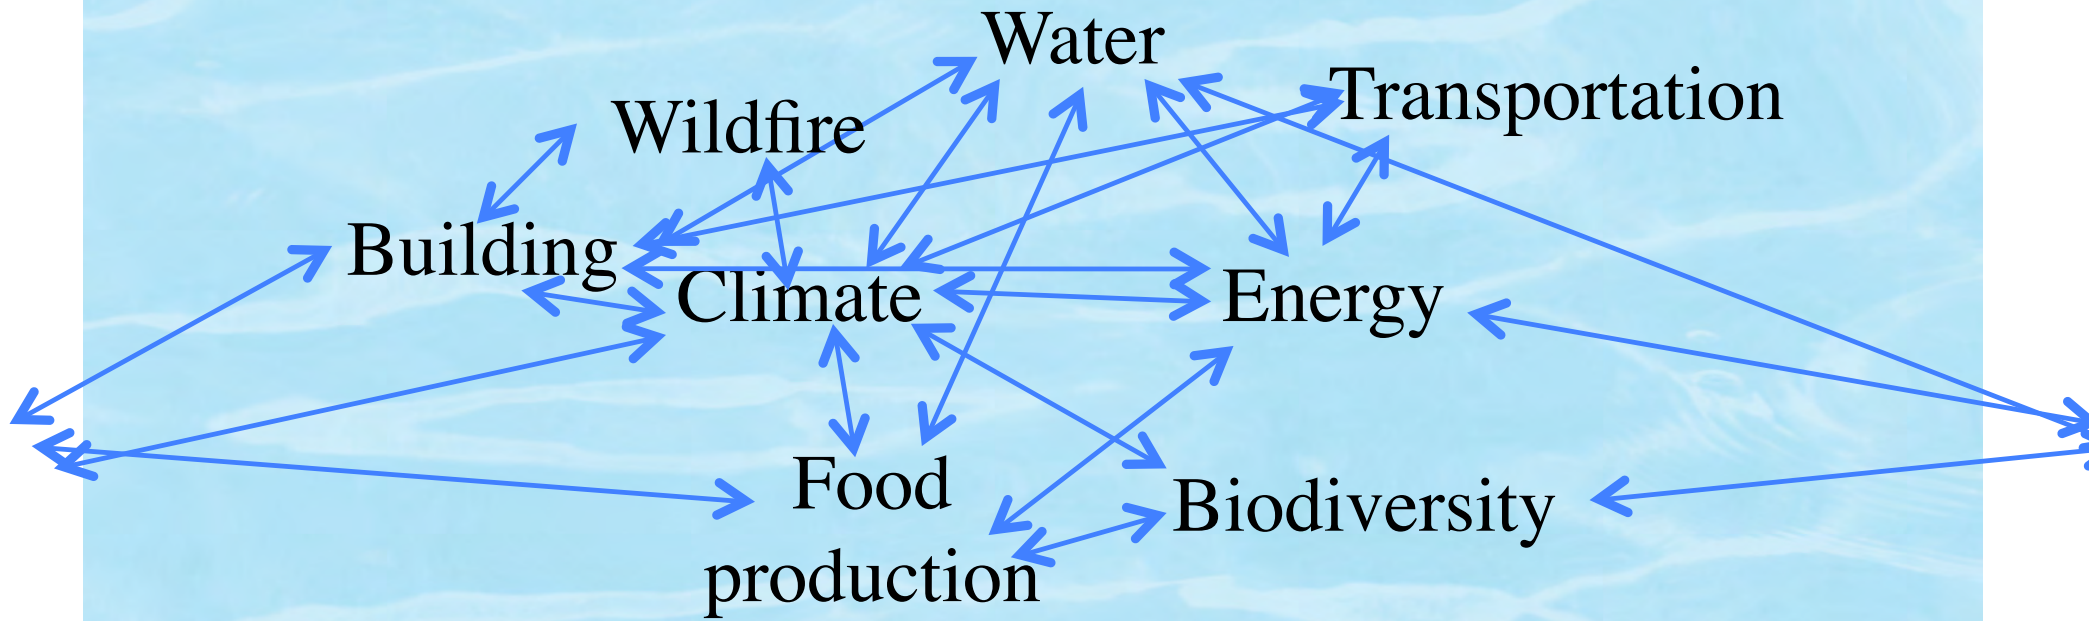 Water
Transportation
Wildfire
Building
Climate
Energy
Food
production
Biodiversity